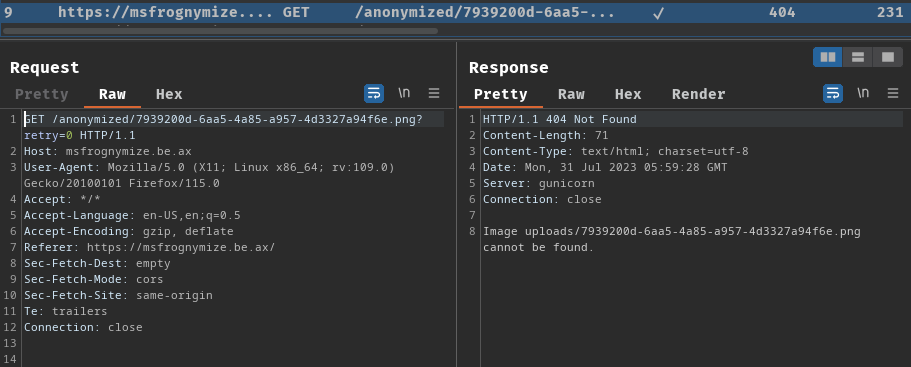 9 https://msfrognymize.... GET /anonymized/7939200d-6aa5-... ✓ 404 231
Request
Pretty Raw Hex
\n
1 GET /anonymized/7939200d-6aa5-4a85-a957-4d3327a94f6e.png?
retry=0 HTTP/1.1
2 Host: msfrognymize.be.ax
3 User-Agent: Mozilla/5.0 (X11; Linux x86_64; rv:109.0)
Gecko/20100101 Firefox/115.0
4 Accept: */*
5 Accept-Language: en-US,en;q=0.5
6 Accept-Encoding: gzip, deflate
7 Referer: https://msfrognymize.be.ax/
8 Sec-Fetch-Dest: empty
9 Sec-Fetch-Mode: cors
10 Sec-Fetch-Site: same-origin
11 Te: trailers
12 Connection: close
13
14
Response
Pretty Raw Hex Render
\n
1 HTTP/1.1 404 Not Found
2 Content-Length: 71
3 Content-Type: text/html; charset=utf-8
4 Date: Mon, 31 Jul 2023 05:59:28 GMT
5 Server: gunicorn
6 Connection: close
7
8 Image uploads/7939200d-6aa5-4a85-a957-4d3327a94f6e.png
cannot be found.